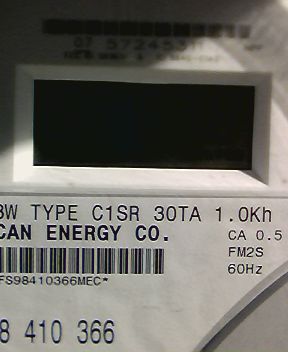 3W TYPE C1SR 30TA 1.0Kh
CAN ENERGY CO.
CA 0.5
FM2S
60Hz
FS98410366MEC*
8 410 366